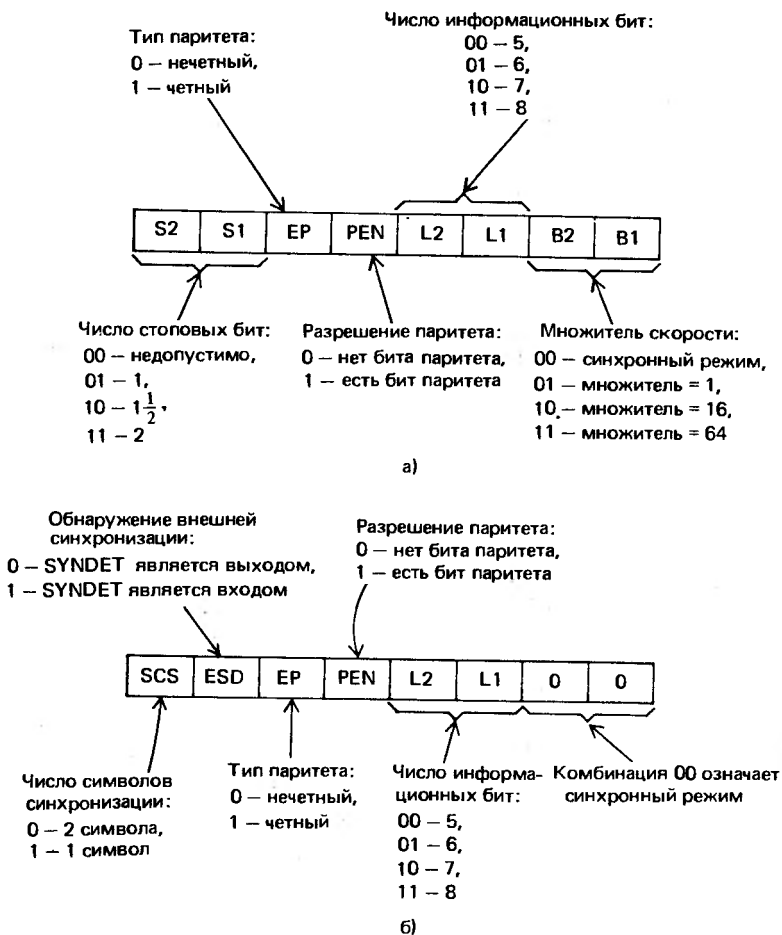 Тип паритета:
0 – нечетный,
1 – четный
Число информационных бит:
00 – 5,
01 – 6,
10 – 7,
11 – 8
S2 S1 EP PEN L2 L1 B2 B1
Число стоповых бит:
00 – недопустимо,
01 – 1,
10 – 1 1/2,
11 – 2
Разрешение паритета:
0 – нет бита паритета,
1 – есть бит паритета
Множитель скорости:
00 – синхронный режим,
01 – множитель = 1,
10 – множитель = 16,
11 – множитель = 64
а)
Обнаружение внешней
синхронизации:
0 – SYNDET является выходом,
1 – SYNDET является входом
Разрешение паритета:
0 – нет бита паритета,
1 – есть бит паритета
SCS ESD EP PEN L2 L1 0 0
Число символов
синхронизации:
0 – 2 символа,
1 – 1 символ
Тип паритета:
0 – нечетный,
1 – четный
Число информа-
ционных бит:
00 – 5,
01 – 6,
10 – 7,
11 – 8
Комбинация 00 означает
синхронный режим
б)